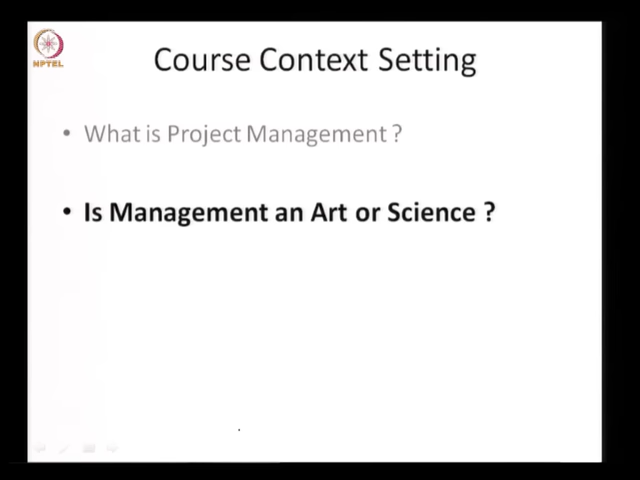 NPTEL
Course Context Setting
• What is Project Management ?
• Is Management an Art or Science ?